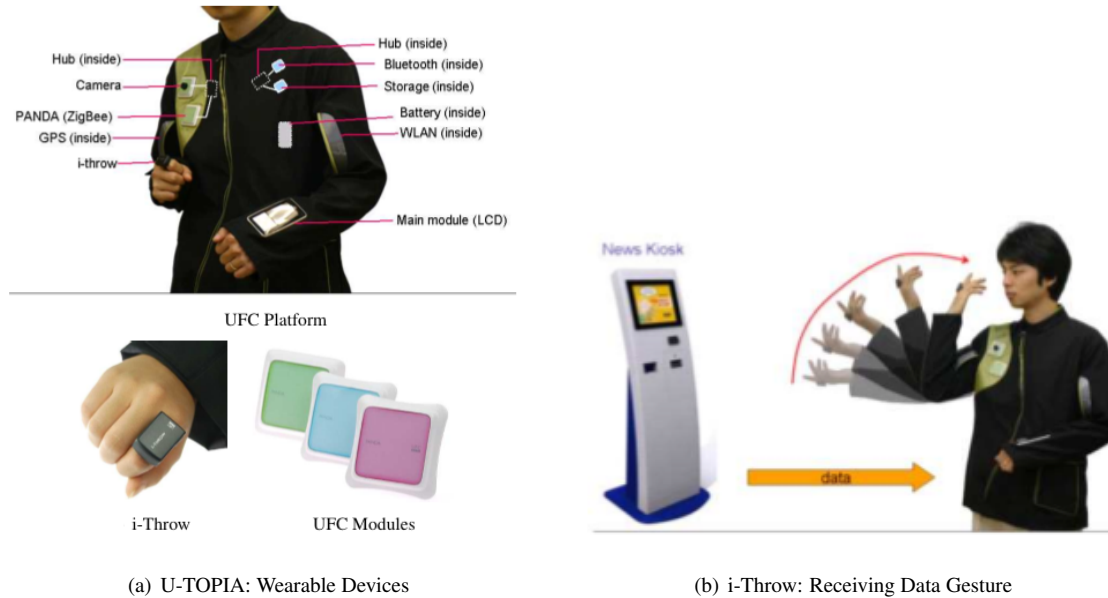 Hub (inside)
Camera
PANDA (ZigBee)
GPS (inside)
i-throw
Hub (inside)
Bluetooth (inside)
Storage (inside)
Battery (inside)
WLAN (inside)
Main module (LCD)
UFC Platform
i-Throw
UFC Modules
(a) U-TOPIA: Wearable Devices
News Kiosk
data
(b) i-Throw: Receiving Data Gesture